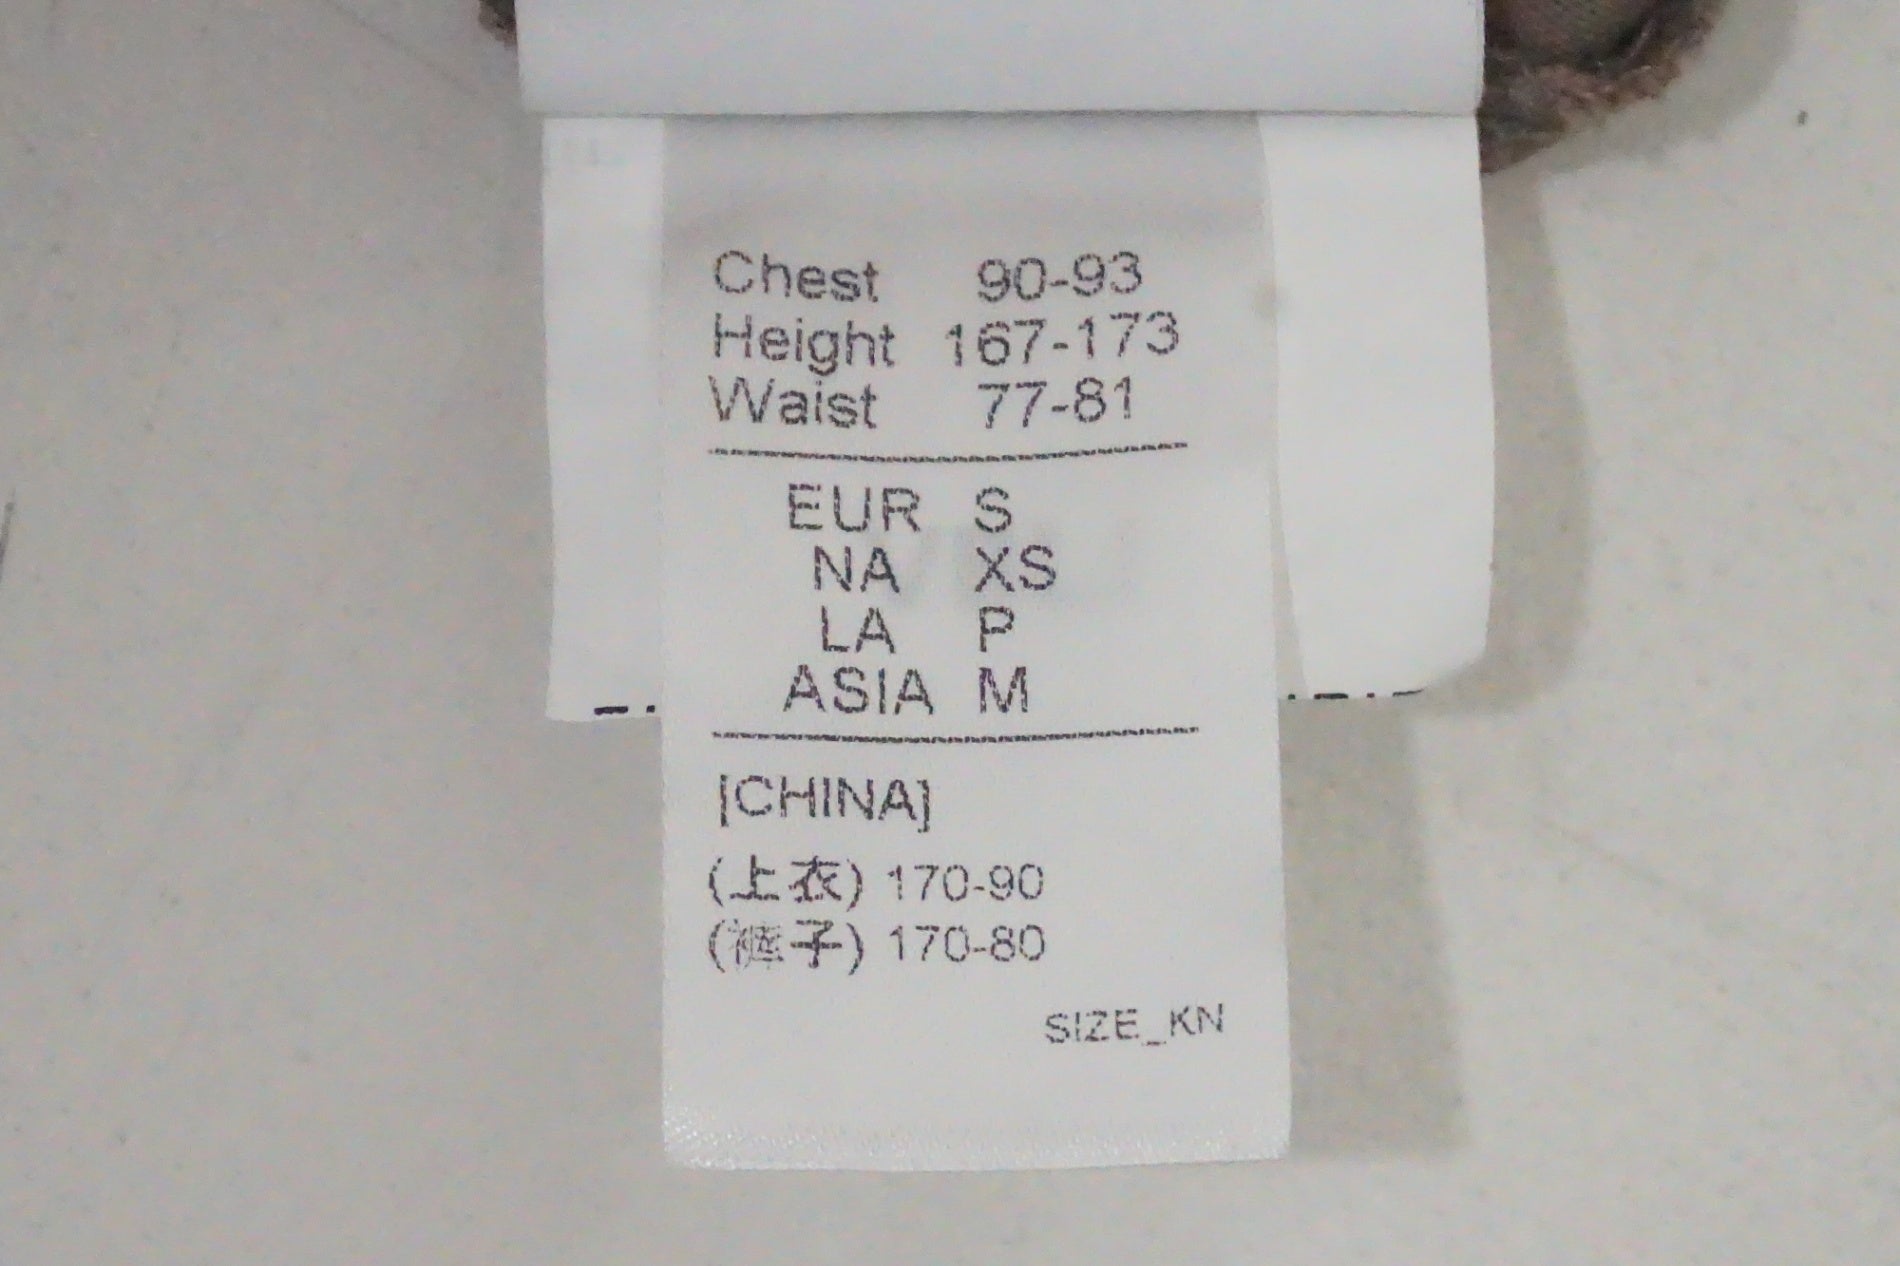 Chest 90-93
Height 167-173
Waist 77-81
EUR S
NA XS
LA P
ASIA M
[CHINA]
(上衣) 170-90
(褲子) 170-80
SIZE_KN